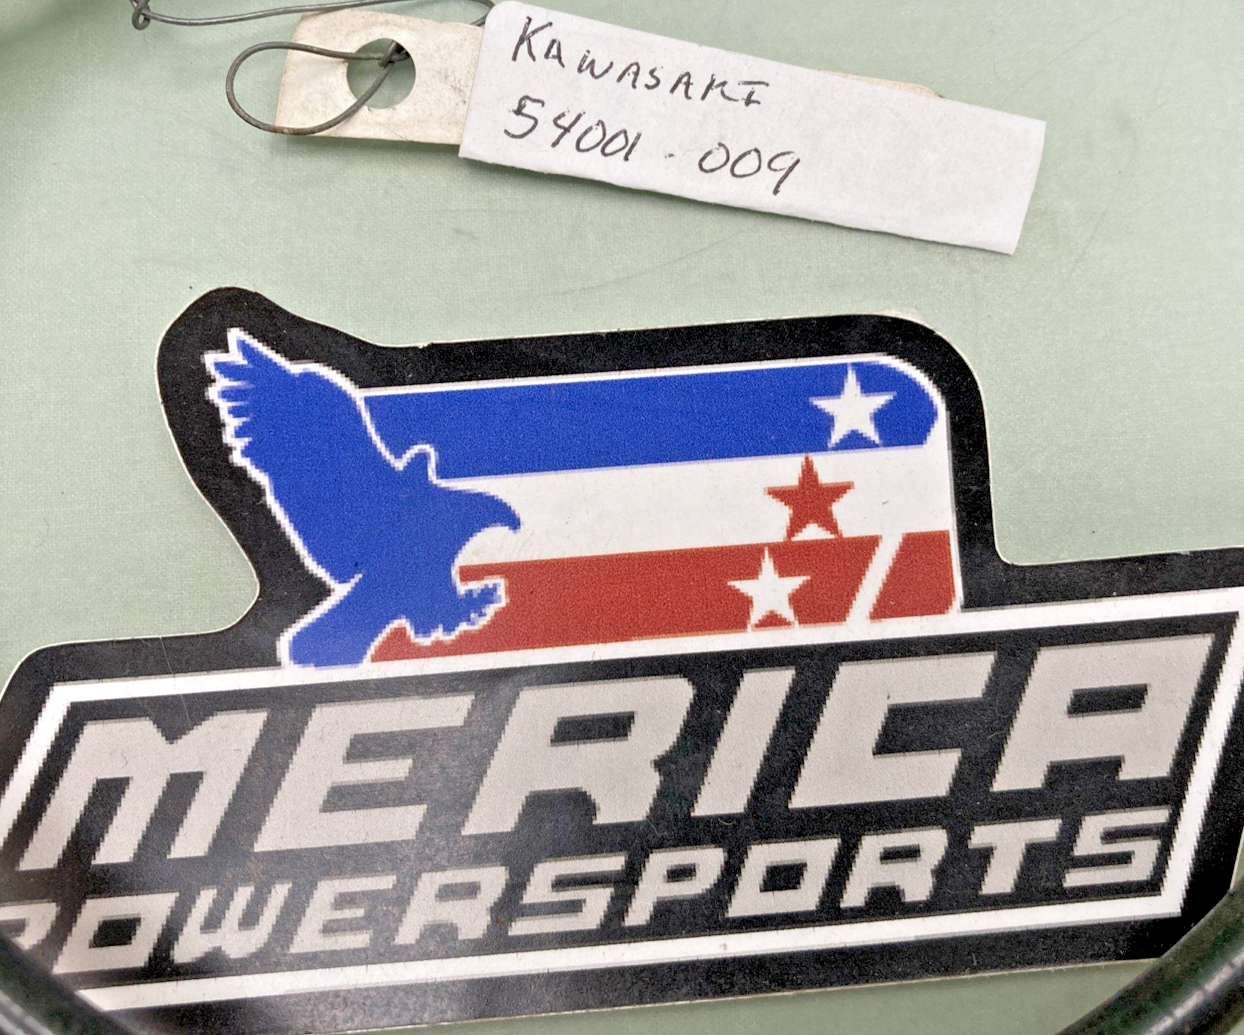 KAWASAKI
54001-009
MERICA
POWERSPORTS